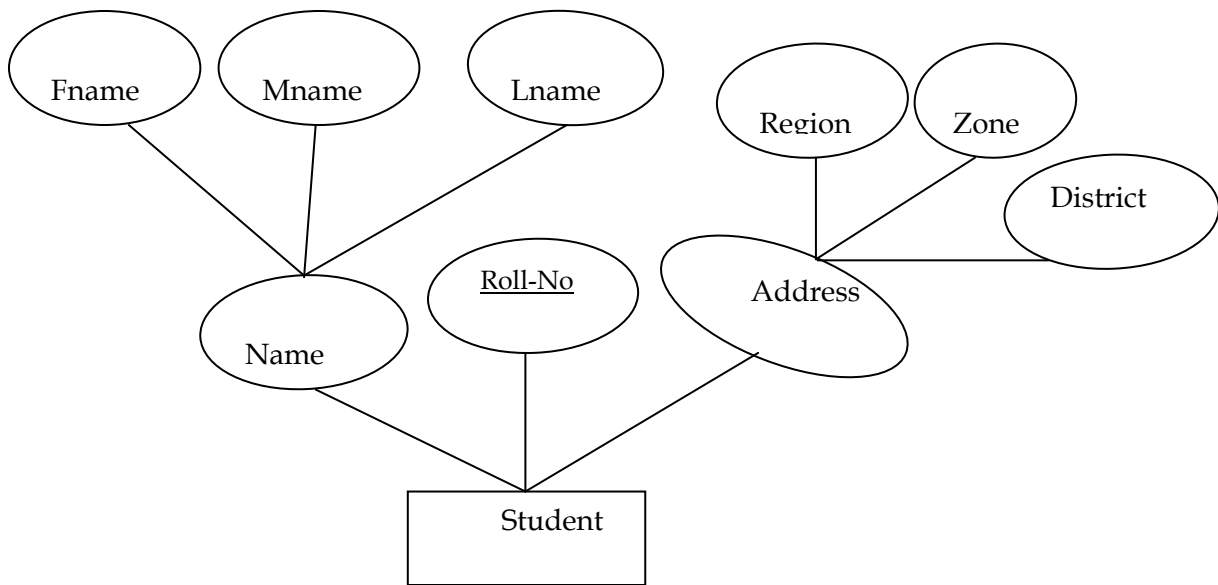 Fname
Mname
Lname
Region
Zone
District
Roll-No
Address
Name
Student